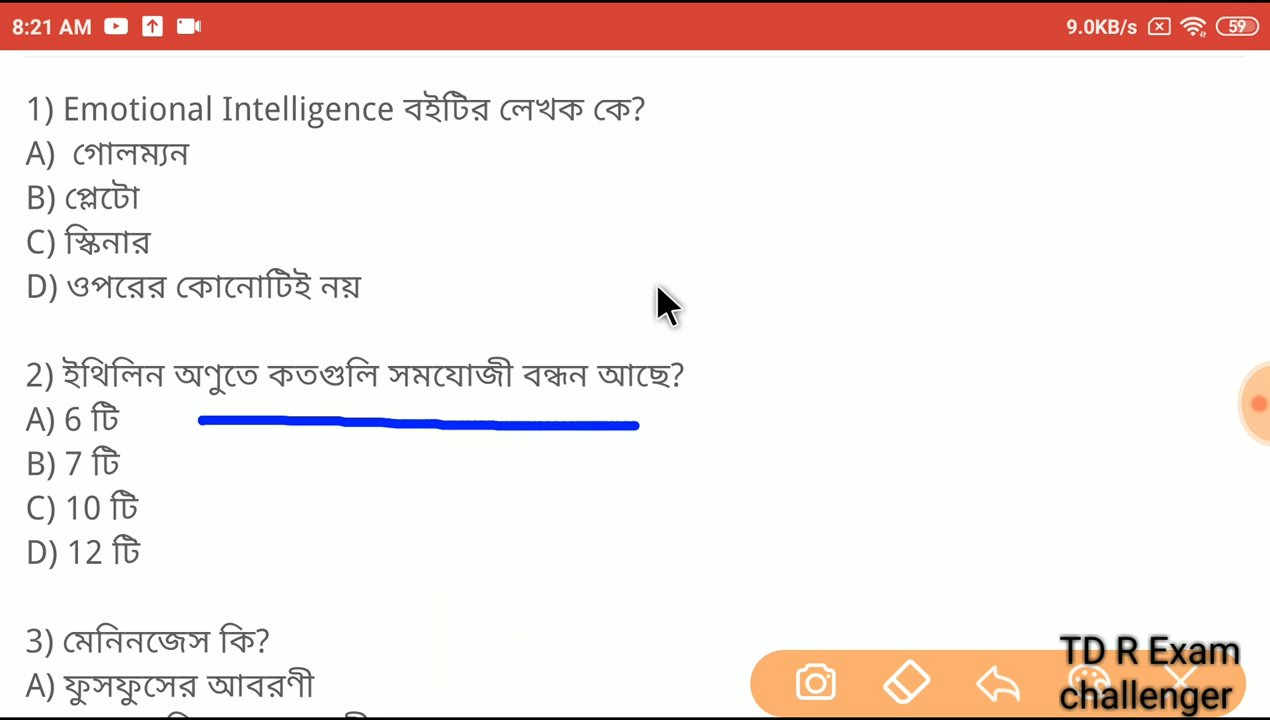 8:21 AM 9.0KB/s 59
1) Emotional Intelligence বইটির লেখক কে?
A) গোলম্যন
B) প্লেটো
C) স্কিনার
D) ওপরের কোনোটিই নয়
2) ইথিলিন অণুতে কতগুলি সমযোজী বন্ধন আছে?
A) 6 টি
B) 7 টি
C) 10 টি
D) 12 টি
3) মেনিনজেস কি?
A) ফুসফুসের আবরণী
TD R Exam
challenger